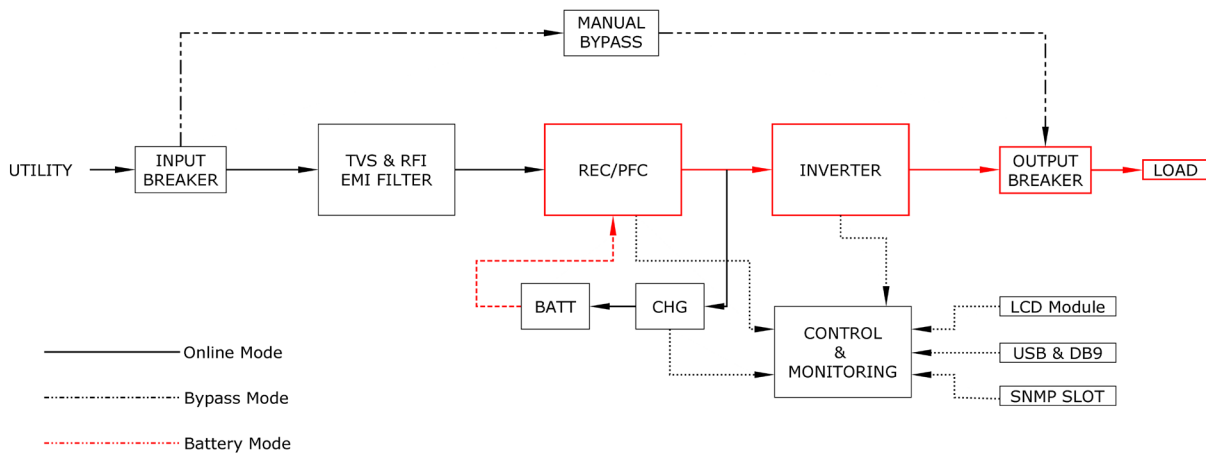 MANUAL
BYPASS
UTILITY
INPUT
BREAKER
TVS & RFI
EMI FILTER
REC/PFC
INVERTER
OUTPUT
BREAKER
LOAD
BATT
CHG
CONTROL
&
MONITORING
LCD Module
USB & DB9
SNMP SLOT
Online Mode
Bypass Mode
Battery Mode